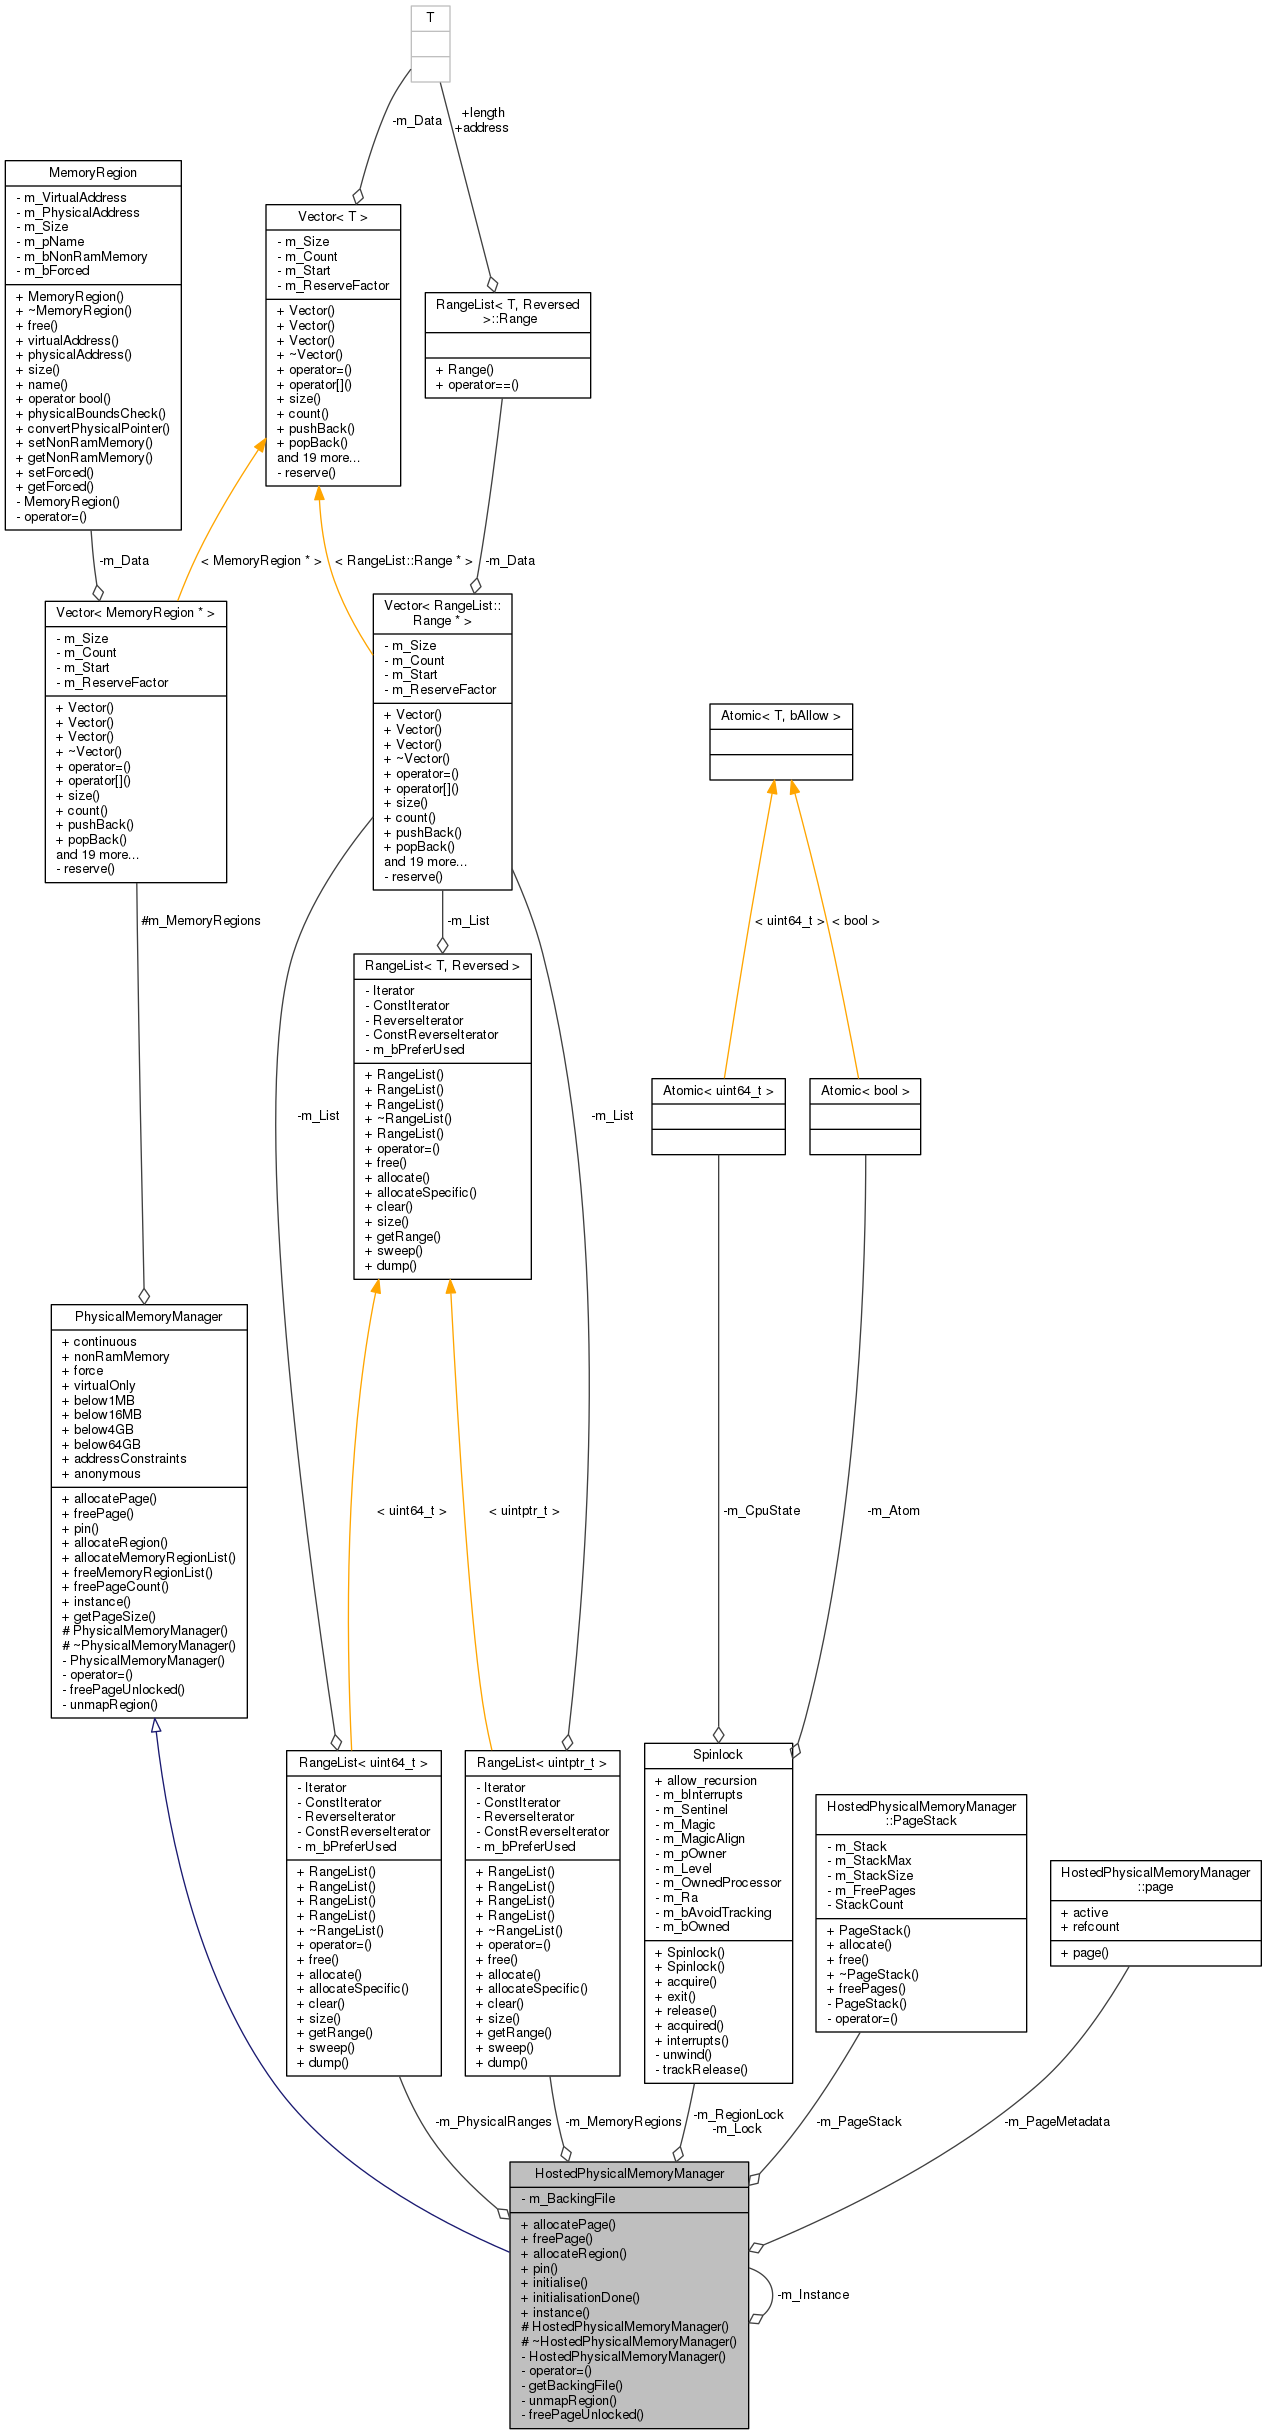 T
+length
+address
-m_Data
MemoryRegion
- m_VirtualAddress
- m_PhysicalAddress
- m_Size
- m_pName
- m_bNonRamMemory
- m_bForced
+ MemoryRegion()
+ ~MemoryRegion()
+ free()
+ virtualAddress()
+ physicalAddress()
+ size()
+ name()
+ operator bool()
+ physicalBoundsCheck()
+ convertPhysicalPointer()
+ setNonRamMemory()
+ getNonRamMemory()
+ setForced()
+ getForced()
- MemoryRegion()
- operator=()
Vector< T >
- m_Size
- m_Count
- m_Start
- m_ReserveFactor
+ Vector()
+ Vector()
+ Vector()
+ ~Vector()
+ operator=()
+ operator[]()
+ size()
+ count()
+ pushBack()
+ popBack()
and 19 more...
- reserve()
RangeList< T, Reversed
>::Range
+ Range()
+ operator==()
-m_Data
< MemoryRegion * >
< RangeList::Range * >
-m_Data
Vector< MemoryRegion * >
- m_Size
- m_Count
- m_Start
- m_ReserveFactor
+ Vector()
+ Vector()
+ Vector()
+ ~Vector()
+ operator=()
+ operator[]()
+ size()
+ count()
+ pushBack()
+ popBack()
and 19 more...
- reserve()
Vector< RangeList::
Range * >
- m_Size
- m_Count
- m_Start
- m_ReserveFactor
+ Vector()
+ Vector()
+ Vector()
+ ~Vector()
+ operator=()
+ operator[]()
+ size()
+ count()
+ pushBack()
+ popBack()
and 19 more...
- reserve()
Atomic< T, bAllow >
#m_MemoryRegions
-m_List
< uint64_t >
< bool >
RangeList< T, Reversed >
- Iterator
- ConstIterator
- ReverseIterator
- ConstReverseIterator
- m_bPreferUsed
+ RangeList()
+ RangeList()
+ RangeList()
+ ~RangeList()
+ RangeList()
+ operator=()
+ free()
+ allocate()
+ allocateSpecific()
+ clear()
+ size()
+ getRange()
+ sweep()
+ dump()
-m_List
-m_List
Atomic< uint64_t >
Atomic< bool >
PhysicalMemoryManager
+ continuous
+ nonRamMemory
+ force
+ virtualOnly
+ below1MB
+ below16MB
+ below4GB
+ below64GB
+ addressConstraints
+ anonymous
+ allocatePage()
+ freePage()
+ pin()
+ allocateRegion()
+ allocateMemoryRegionList()
+ freeMemoryRegionList()
+ freePageCount()
+ instance()
+ getPageSize()
# PhysicalMemoryManager()
# ~PhysicalMemoryManager()
- PhysicalMemoryManager()
- operator=()
- freePageUnlocked()
- unmapRegion()
< uint64_t >
< uintptr_t >
-m_CpuState
-m_Atom
RangeList< uint64_t >
- Iterator
- ConstIterator
- ReverseIterator
- ConstReverseIterator
- m_bPreferUsed
+ RangeList()
+ RangeList()
+ RangeList()
+ RangeList()
+ ~RangeList()
+ operator=()
+ free()
+ allocate()
+ allocateSpecific()
+ clear()
+ size()
+ getRange()
+ sweep()
+ dump()
RangeList< uintptr_t >
- Iterator
- ConstIterator
- ReverseIterator
- ConstReverseIterator
- m_bPreferUsed
+ RangeList()
+ RangeList()
+ RangeList()
+ RangeList()
+ ~RangeList()
+ operator=()
+ free()
+ allocate()
+ allocateSpecific()
+ clear()
+ size()
+ getRange()
+ sweep()
+ dump()
Spinlock
+ allow_recursion
- m_bInterrupts
- m_Sentinel
- m_Magic
- m_MagicAlign
- m_pOwner
- m_Level
- m_OwnedProcessor
- m_Ra
- m_bAvoidTracking
- m_bOwned
+ Spinlock()
+ Spinlock()
+ acquire()
+ exit()
+ release()
+ acquired()
+ interrupts()
- unwind()
- trackRelease()
HostedPhysicalMemoryManager
::PageStack
- m_Stack
- m_StackMax
- m_StackSize
- m_FreePages
- StackCount
+ PageStack()
+ allocate()
+ free()
+ ~PageStack()
+ freePages()
- PageStack()
- operator=()
HostedPhysicalMemoryManager
::page
+ active
+ refcount
+ page()
-m_PhysicalRanges
-m_MemoryRegions
-m_RegionLock
-m_Lock
-m_PageStack
-m_PageMetadata
HostedPhysicalMemoryManager
- m_BackingFile
+ allocatePage()
+ freePage()
+ allocateRegion()
+ pin()
+ initialise()
+ initialisationDone()
+ instance()
# HostedPhysicalMemoryManager()
# ~HostedPhysicalMemoryManager()
- HostedPhysicalMemoryManager()
- operator=()
- getBackingFile()
- unmapRegion()
- freePageUnlocked()
-m_Instance